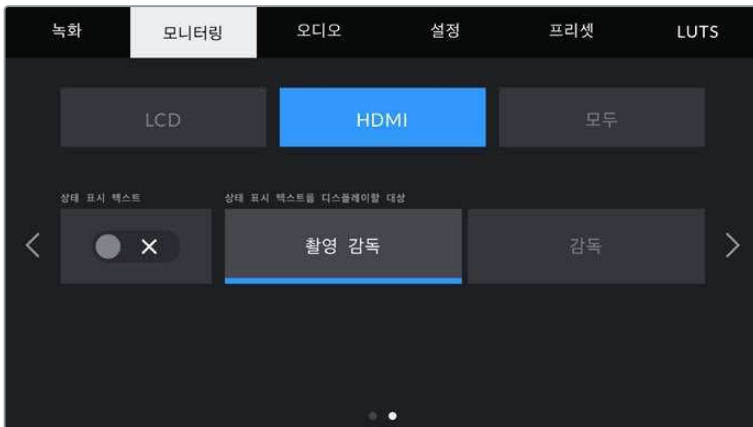 녹화 모니터링 오디오 설정 프리셋 LUTS
LCD HDMI 모두
상태 표시 텍스트 상태 표시 텍스트를 디스플레이할 대상
촬영 감독 감독